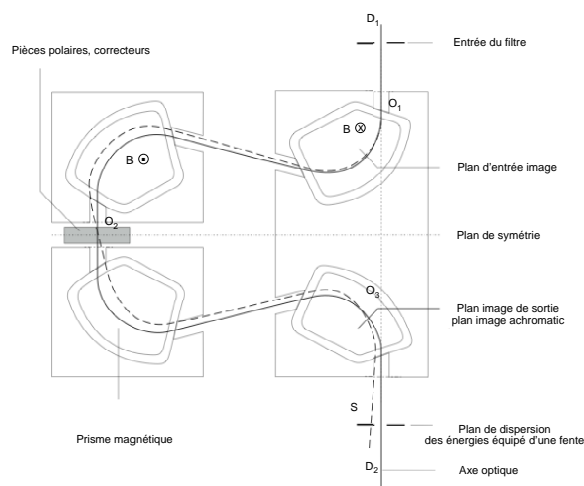 D1
Pièces polaires, correcteurs
Entrée du filtre
O1
B
B
Plan d'entrée image
O2
Plan de symétrie
O3
Plan image de sortie
plan image achromatic
S
Prisme magnétique
Plan de dispersion
des énergies équipé d'une fente
D2
Axe optique